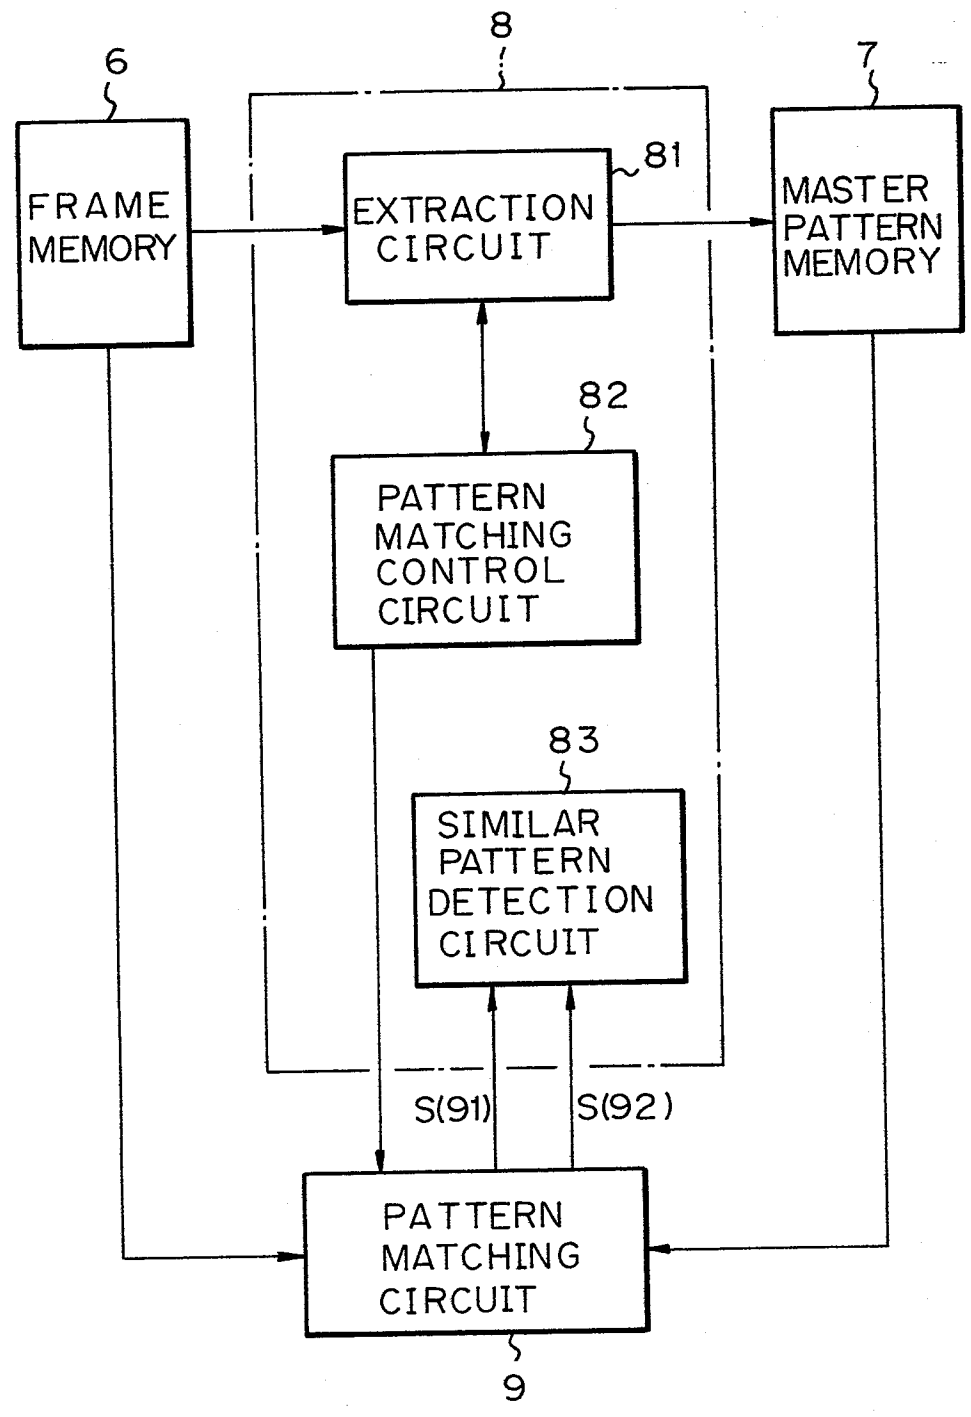 8
6
7
81
FRAME
MEMORY
EXTRACTION
CIRCUIT
MASTER
PATTERN
MEMORY
82
PATTERN
MATCHING
CONTROL
CIRCUIT
83
SIMILAR
PATTERN
DETECTION
CIRCUIT
S(91)
S(92)
PATTERN
MATCHING
CIRCUIT
9